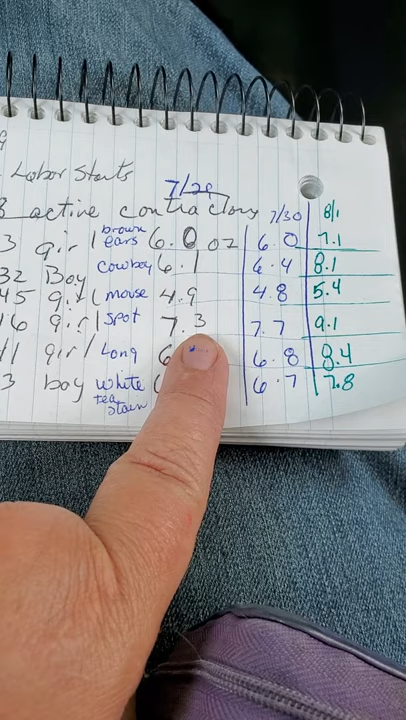 Labor Starts
7/29
active contractions 7/30 8/1
3 girl brown ears 6.0 oz 6.0 7.1
32 Boy cowboy 6.1 6.4 8.1
45 girl mouse 4.9 4.8 5.4
16 girl spot 7.3 7.7 9.1
girl Long 6 6.8 8.4
3 boy white tea stain 6.7 7.8